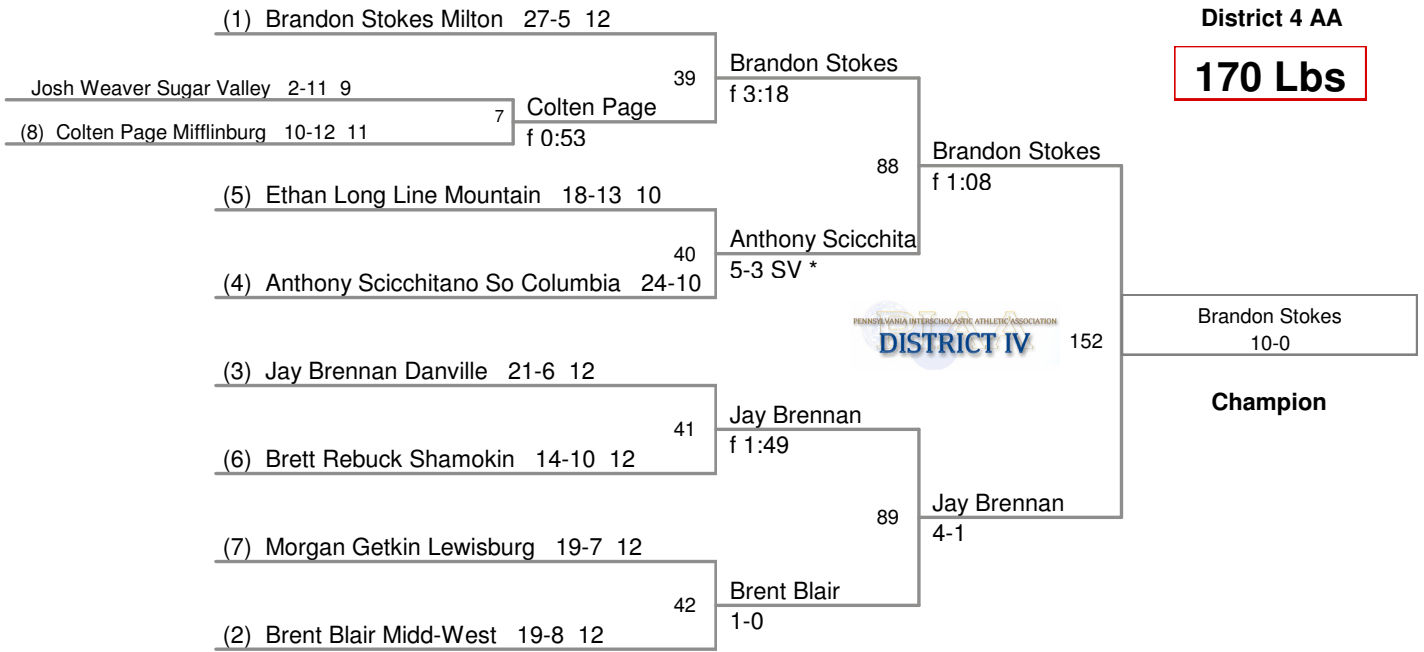 District 4 AA
170 Lbs
(1) Brandon Stokes Milton 27-5 12
Josh Weaver Sugar Valley 2-11 9
7
(8) Colten Page Mifflinburg 10-12 11
Colten Page
f 0:53
39
Brandon Stokes
f 3:18
(5) Ethan Long Line Mountain 18-13 10
40
(4) Anthony Scicchitano So Columbia 24-10
Anthony Scicchita
5-3 SV *
88
Brandon Stokes
f 1:08
(3) Jay Brennan Danville 21-6 12
41
(6) Brett Rebuck Shamokin 14-10 12
Jay Brennan
f 1:49
(7) Morgan Getkin Lewisburg 19-7 12
42
(2) Brent Blair Midd-West 19-8 12
Brent Blair
1-0
89
Jay Brennan
4-1
PIAA
PENNSYLVANIA INTERSCHOLASTIC ATHLETIC ASSOCIATION
DISTRICT IV
152
Brandon Stokes
10-0
Champion